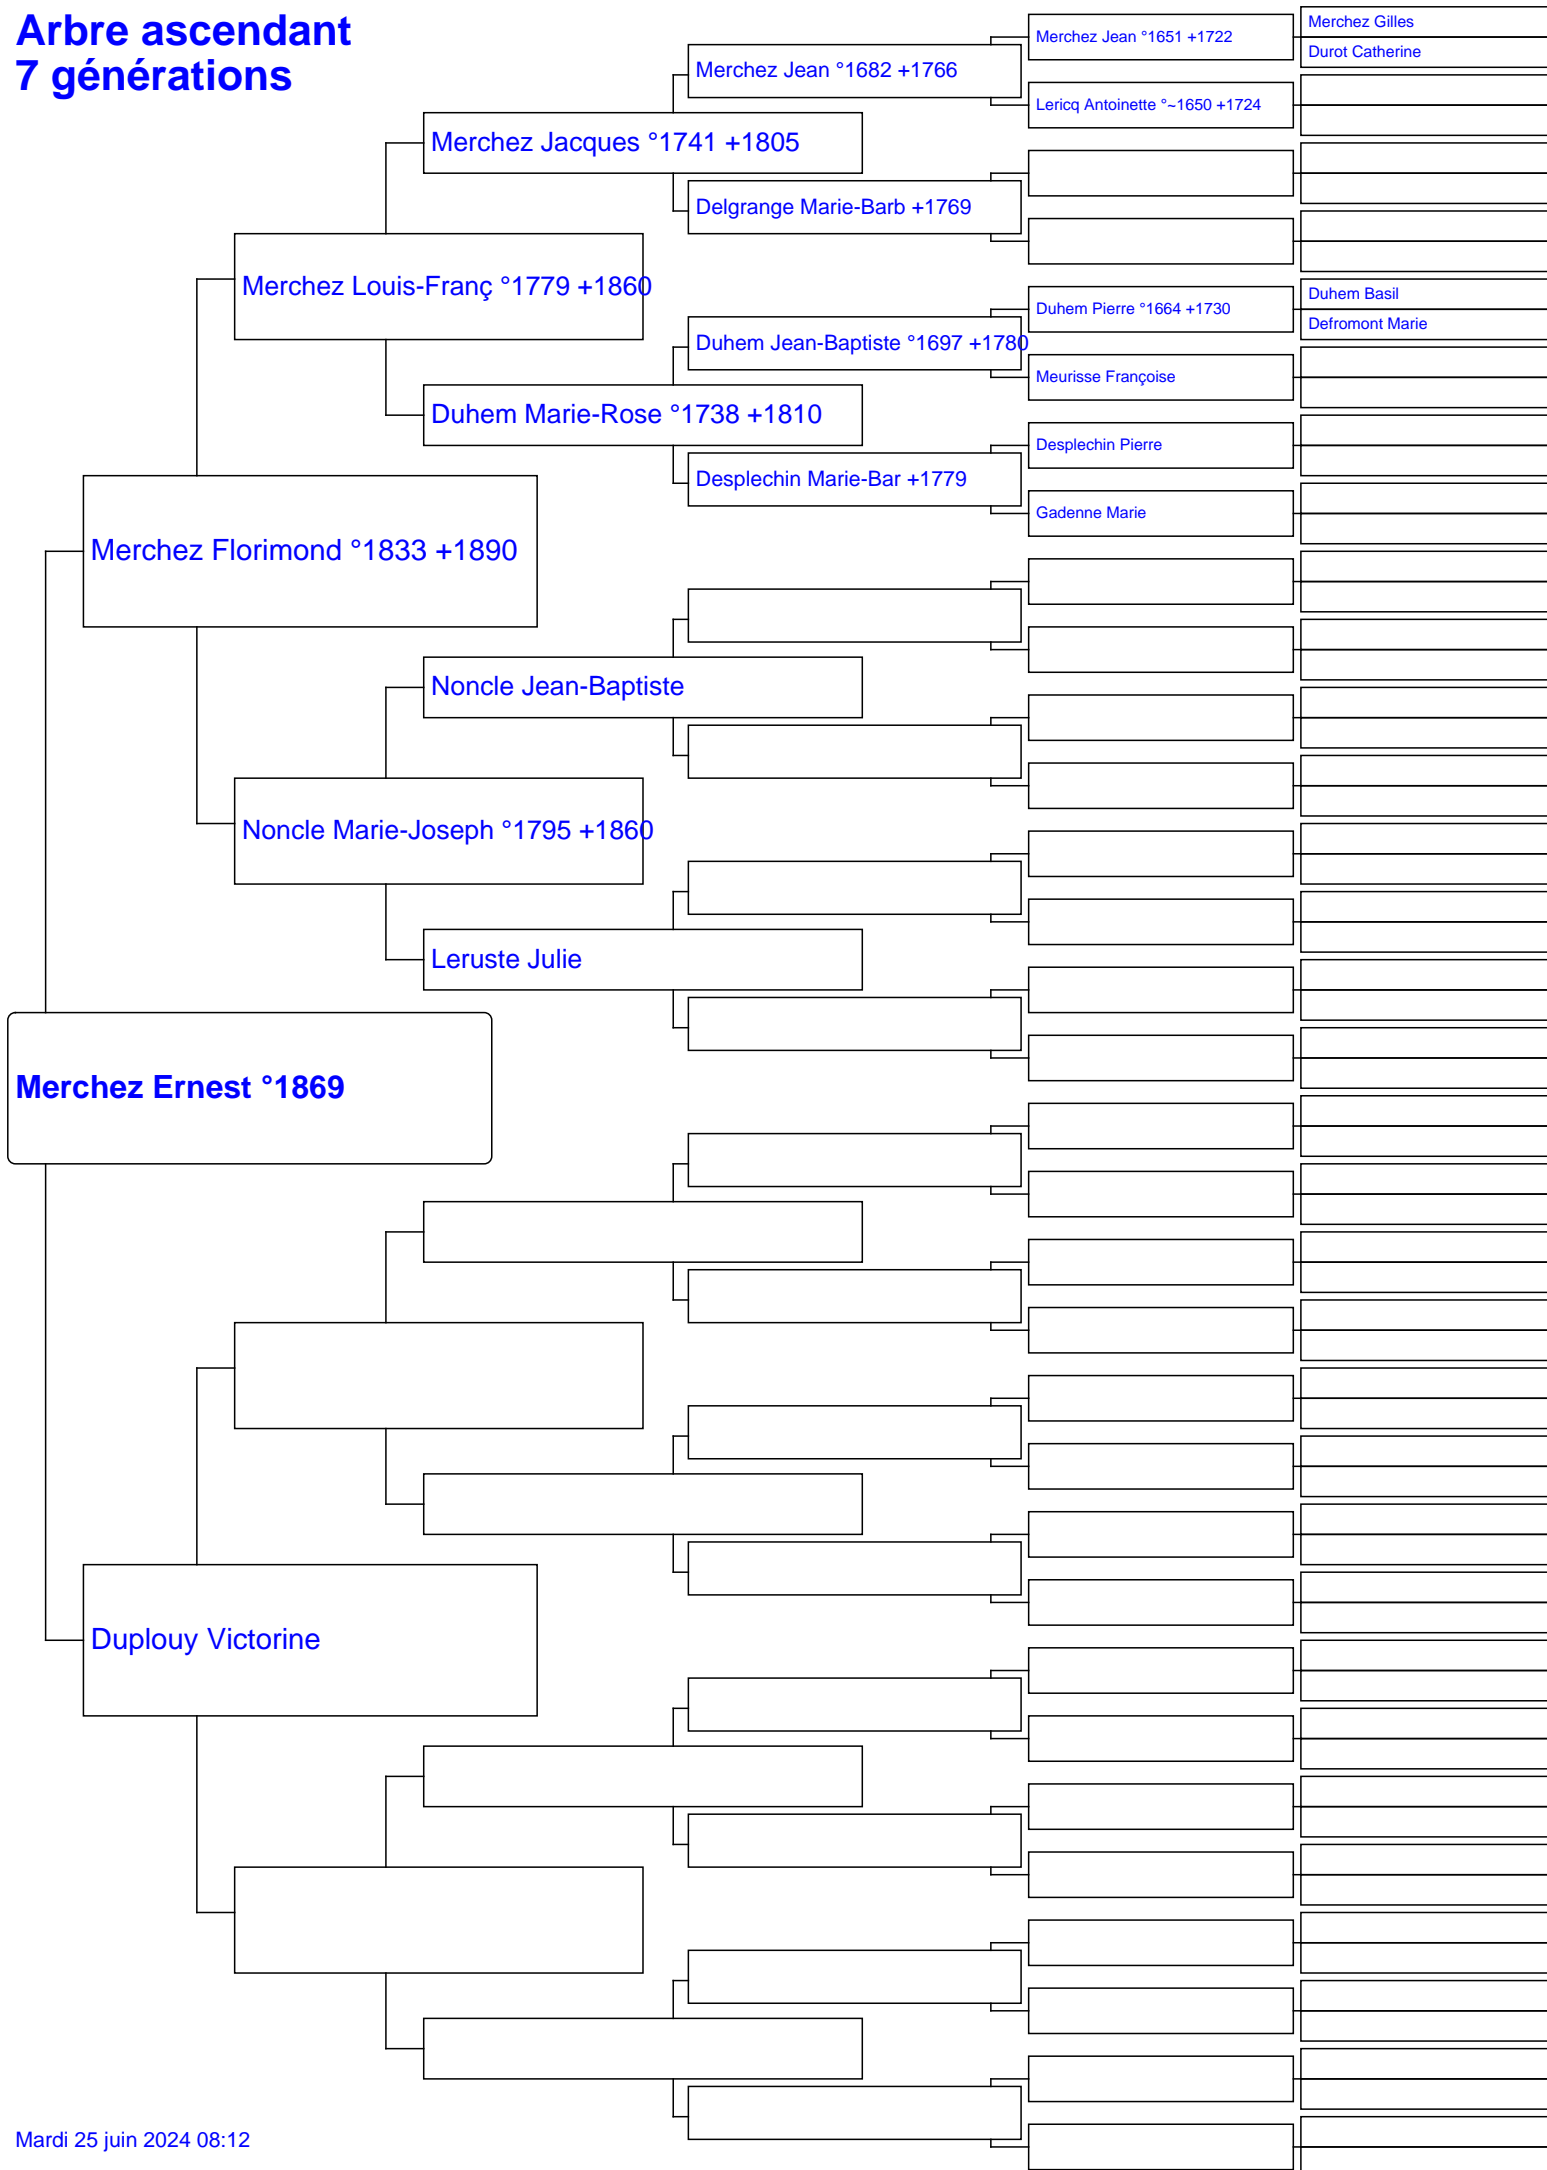 Arbre ascendant
7 générations
Merchez Gilles
Merchez Jean °1651 +1722
Durot Catherine
Merchez Jean °1682 +1766
Lericq Antoinette °~1650 +1724
Merchez Jacques °1741 +1805
Delgrange Marie-Barb +1769
Merchez Louis-Franç °1779 +1860
Duhem Basil
Duhem Pierre °1664 +1730
Defromont Marie
Duhem Jean-Baptiste °1697 +1780
Meurisse Françoise
Duhem Marie-Rose °1738 +1810
Desplechin Pierre
Desplechin Marie-Bar +1779
Gadenne Marie
Merchez Florimond °1833 +1890
Noncle Jean-Baptiste
Noncle Marie-Joseph °1795 +1860
Leruste Julie
Merchez Ernest °1869
Duplouy Victorine
Mardi 25 juin 2024 08:12